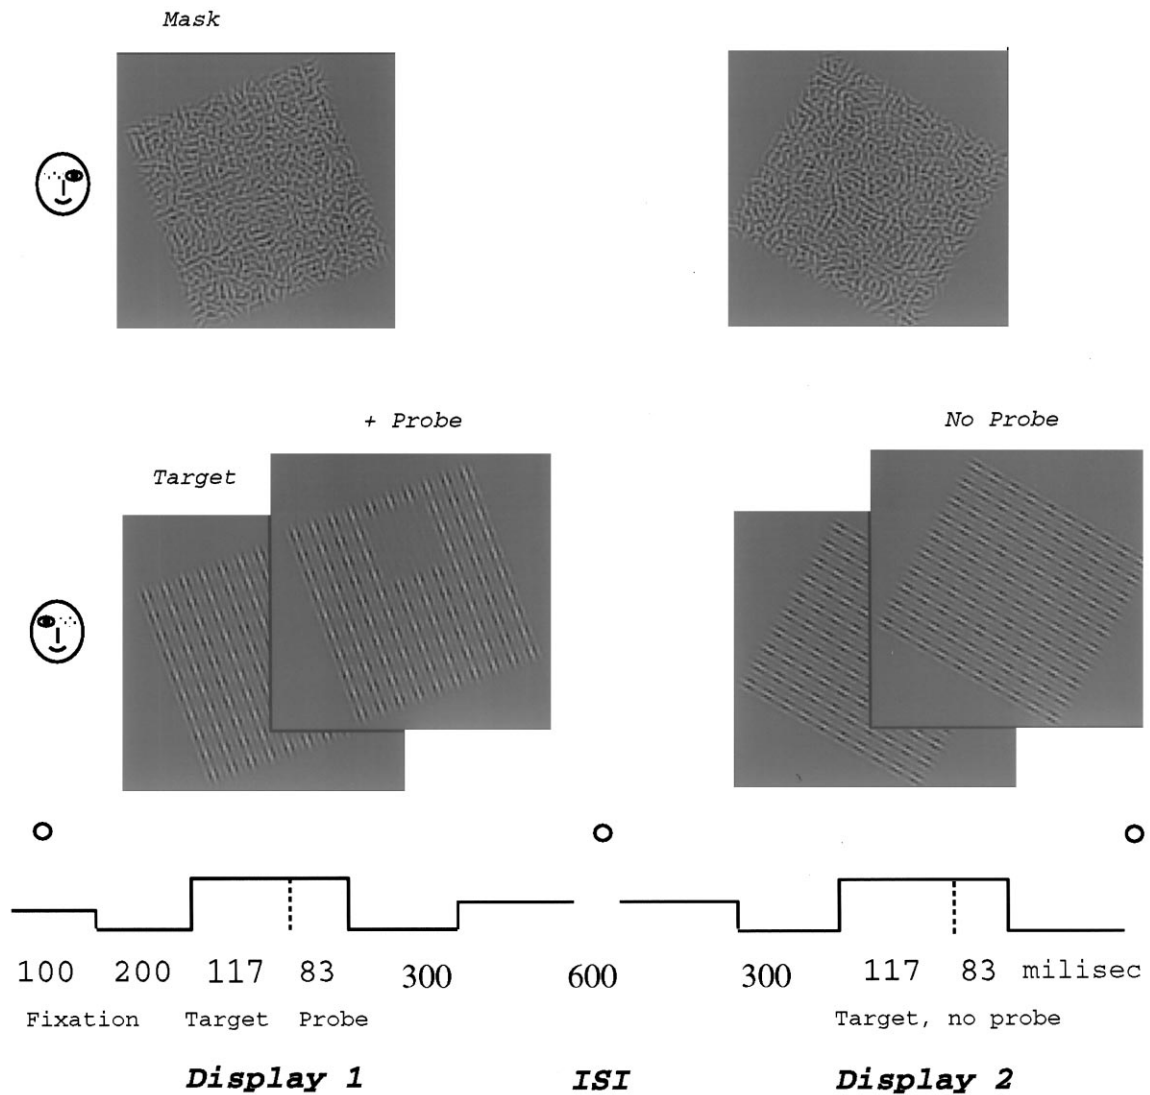 Mask
+ Probe
No Probe
Target
100 200 117 83 300 600 300 117 83 milisec
Fixation Target Probe Target, no probe
Display 1 ISI Display 2